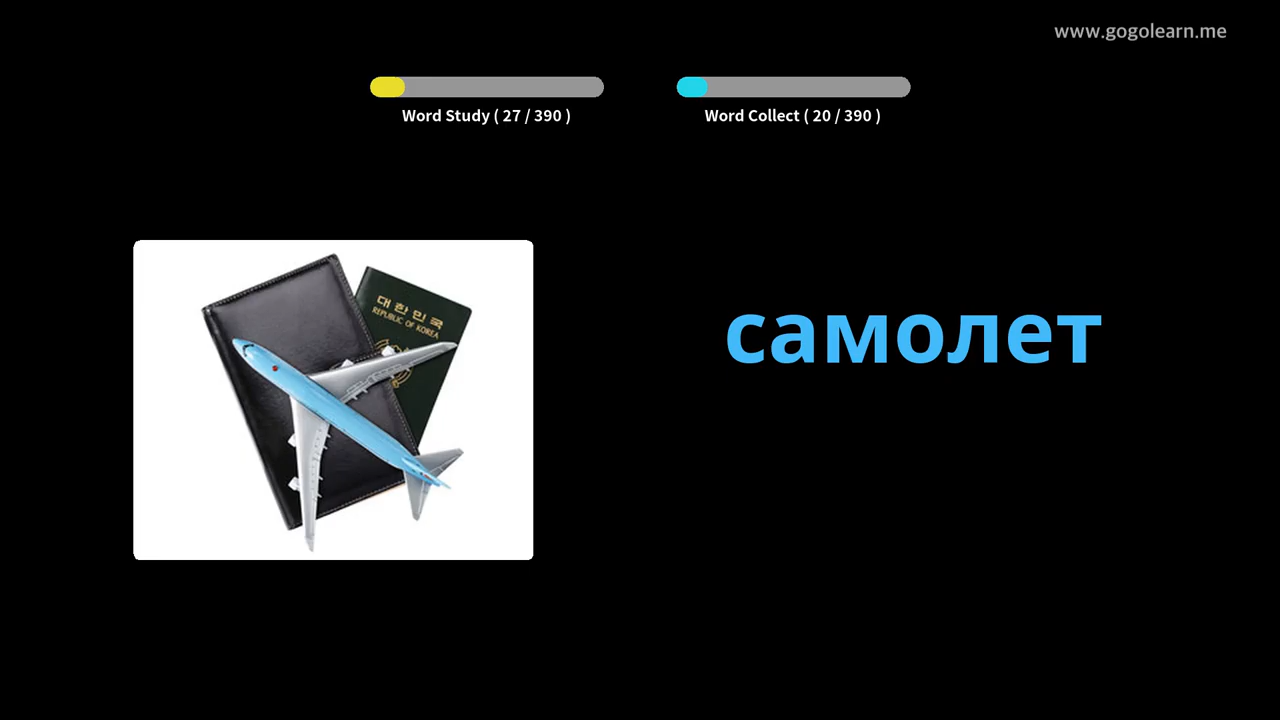 www.gogolearn.me
Word Study ( 27 / 390 )
Word Collect ( 20 / 390 )
대한민국
REPUBLIC OF KOREA
самолет